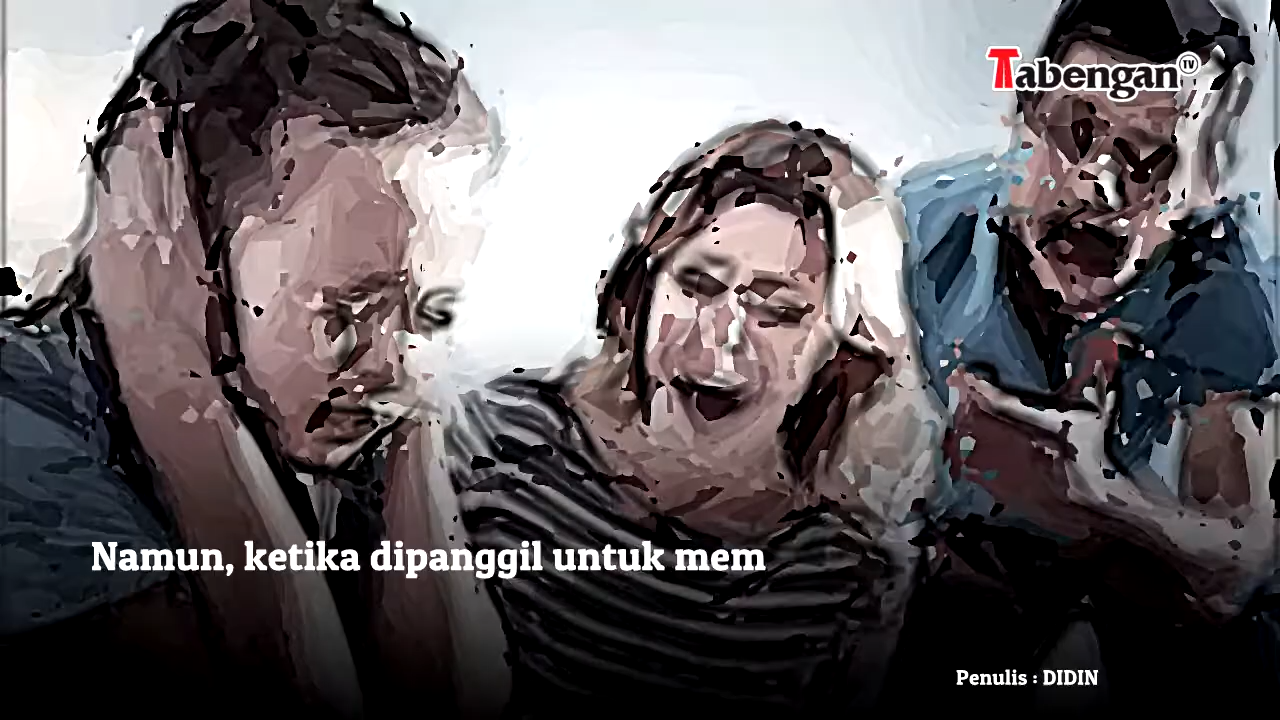 Tabengan TV
Namun, ketika dipanggil untuk mem
Penulis : DIDIN